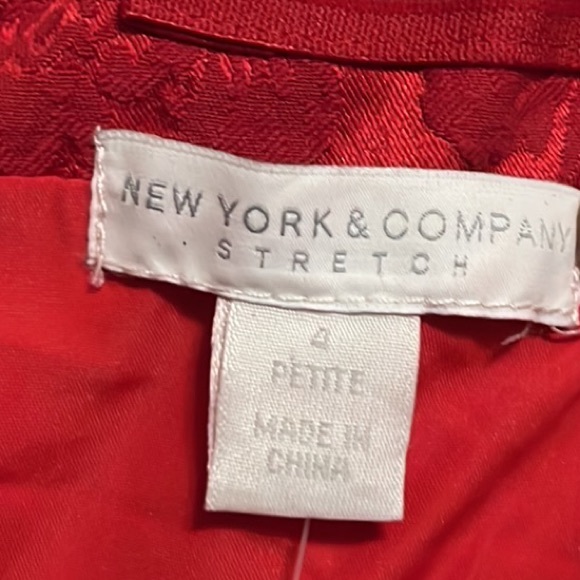 NEW YORK & COMPANY
STRETCH
4
PETITE
MADE IN
CHINA